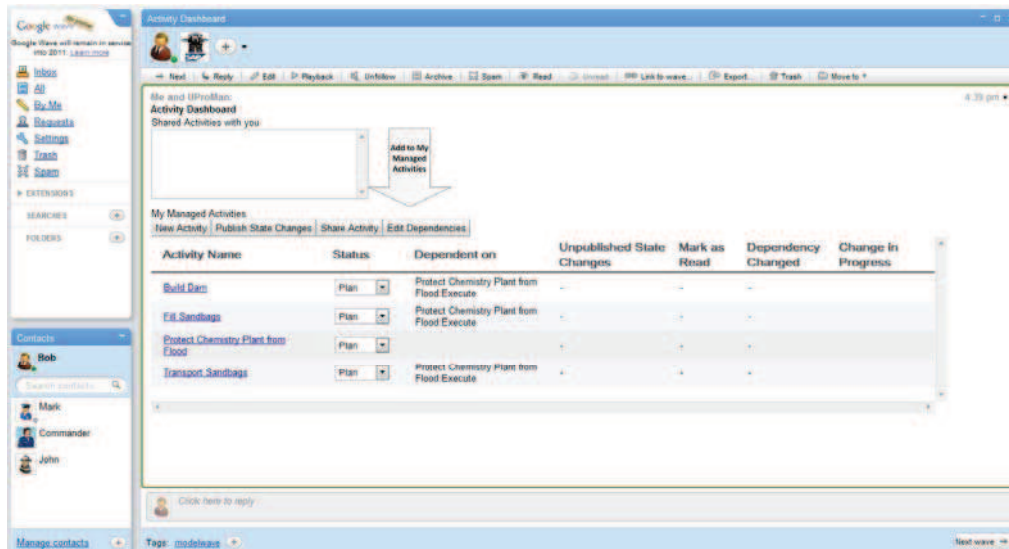 Google wave
Google Wave will remain in service
into 2011. Learn more
Inbox
All
By Me
Requests
Settings
Trash
Spam
EXTENSIONS
SEARCHES
FOLDERS
Contacts
Bob
Search contacts
Mark
Commander
John
Manage contacts
Activity Dashboard
Next Reply Edit Playback Unfollow Archive Spam Read Unread Link to wave... Export... Trash Move to
Me and UProMan:
4:39 pm
Activity Dashboard
Shared Activities with you
Add to My
Managed
Activities
My Managed Activities
New Activity Publish State Changes Share Activity Edit Dependencies
Activity Name Status Dependent on Unpublished State Changes Mark as Read Dependency Changed Change in Progress
Build Dam Plan Protect Chemistry Plant from
Flood Execute
Fill Sandbags Plan Protect Chemistry Plant from
Flood Execute
Protect Chemistry Plant from
Flood Plan
Transport Sandbags Plan Protect Chemistry Plant from
Flood Execute
Click here to reply
Tags: modelwave
Next wave